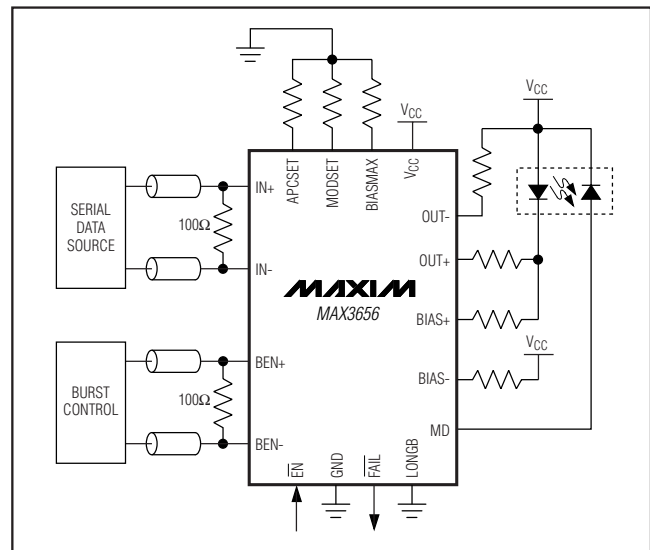 VCC
VCC
APCSET
MODSET
BIASMAX
VCC
SERIAL
DATA
SOURCE
100Ω
IN+
IN-
OUT-
OUT+
MAXIM
MAX3656
BIAS+
VCC
BURST
CONTROL
100Ω
BEN+
BEN-
BIAS-
MD
EN
GND
FAIL
LONGB